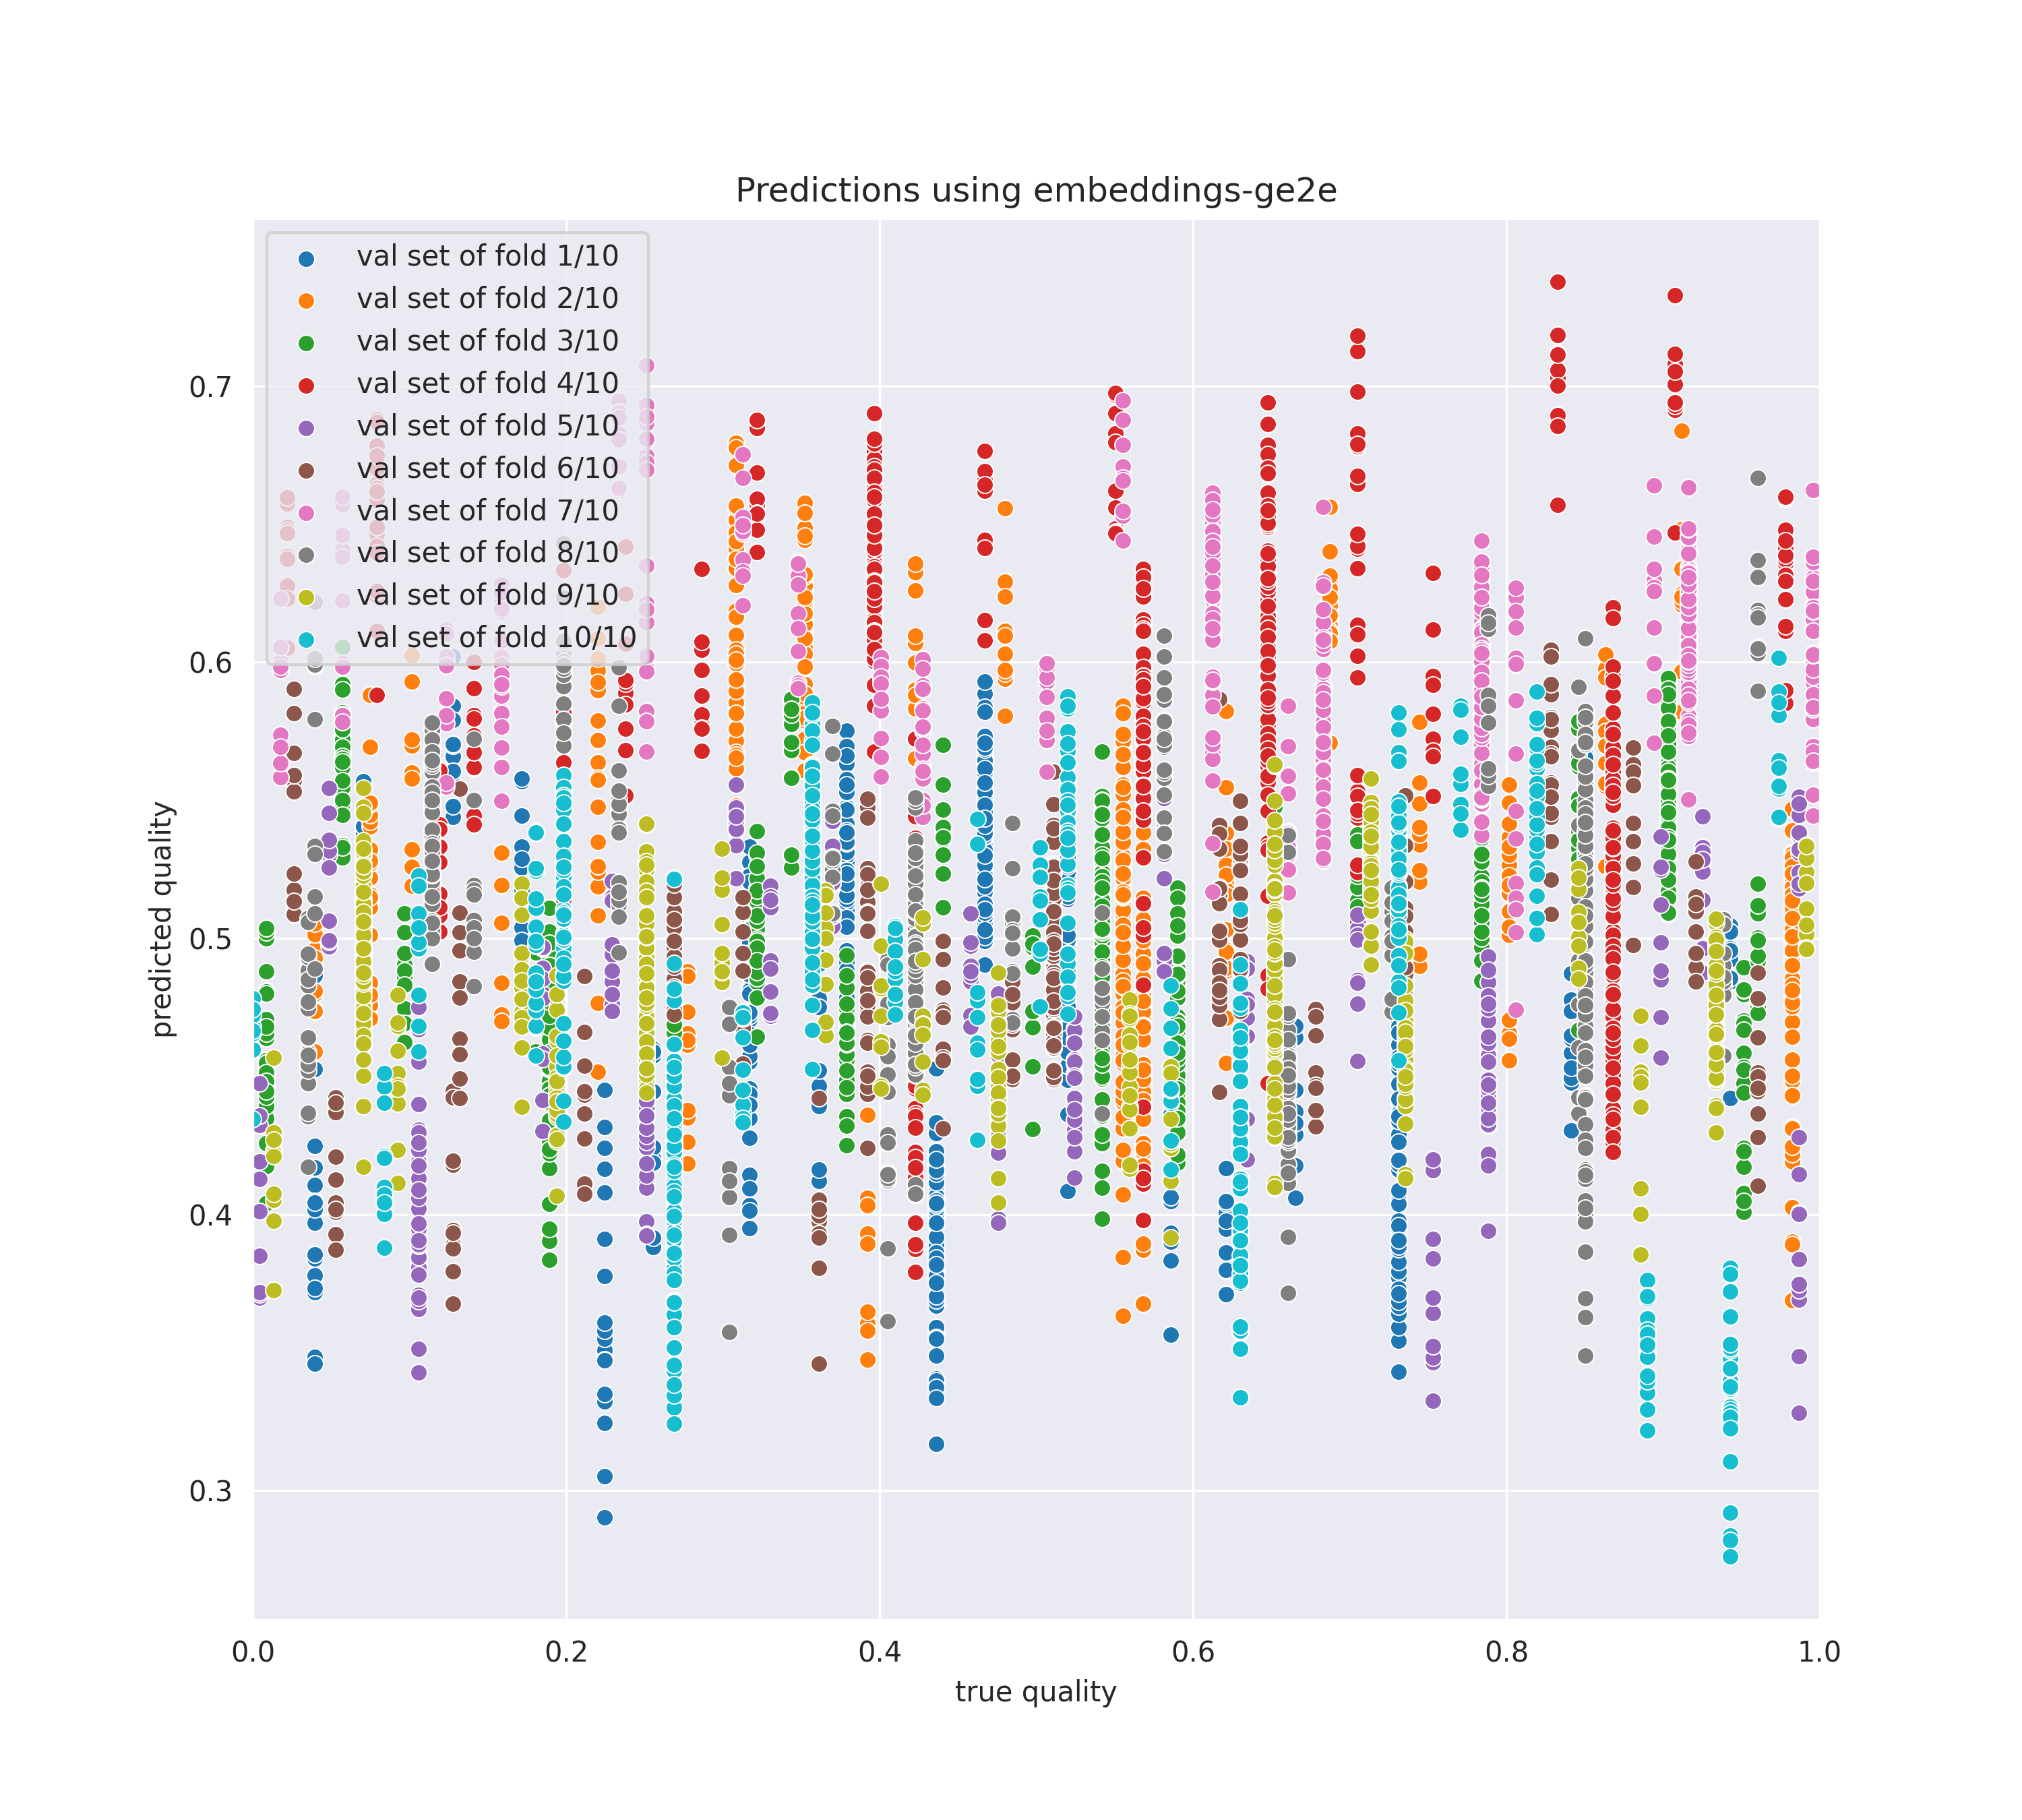 Predictions using embeddings-ge2e
val set of fold 1/10
val set of fold 2/10
val set of fold 3/10
val set of fold 4/10
val set of fold 5/10
val set of fold 6/10
val set of fold 7/10
val set of fold 8/10
val set of fold 9/10
val set of fold 10/10
predicted quality
0.7
0.6
0.5
0.4
0.3
0.0 0.2 0.4 0.6 0.8 1.0
true quality